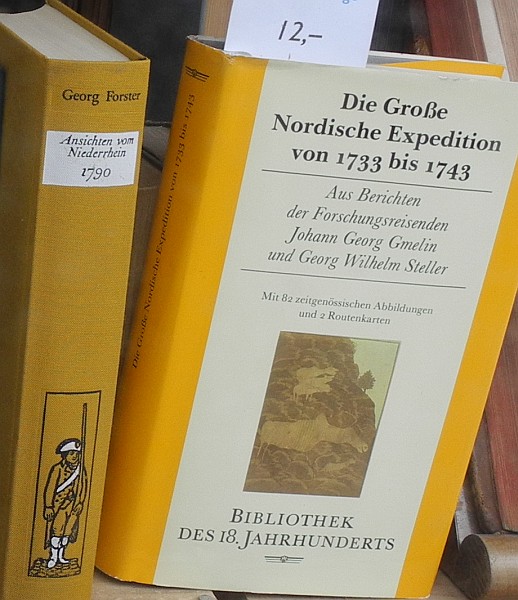 Georg Forster
Ansichten vom
Niederrhein
1790
12,-
Die Große Nordische Expedition von 1733 bis 1743
Die Große
Nordische Expedition
von 1733 bis 1743
Aus Berichten
der Forschungsreisenden
Johann Georg Gmelin
und Georg Wilhelm Steller
Mit 82 zeitgenössischen Abbildungen
und 2 Routenkarten
BIBLIOTHEK
DES 18. JAHRHUNDERTS